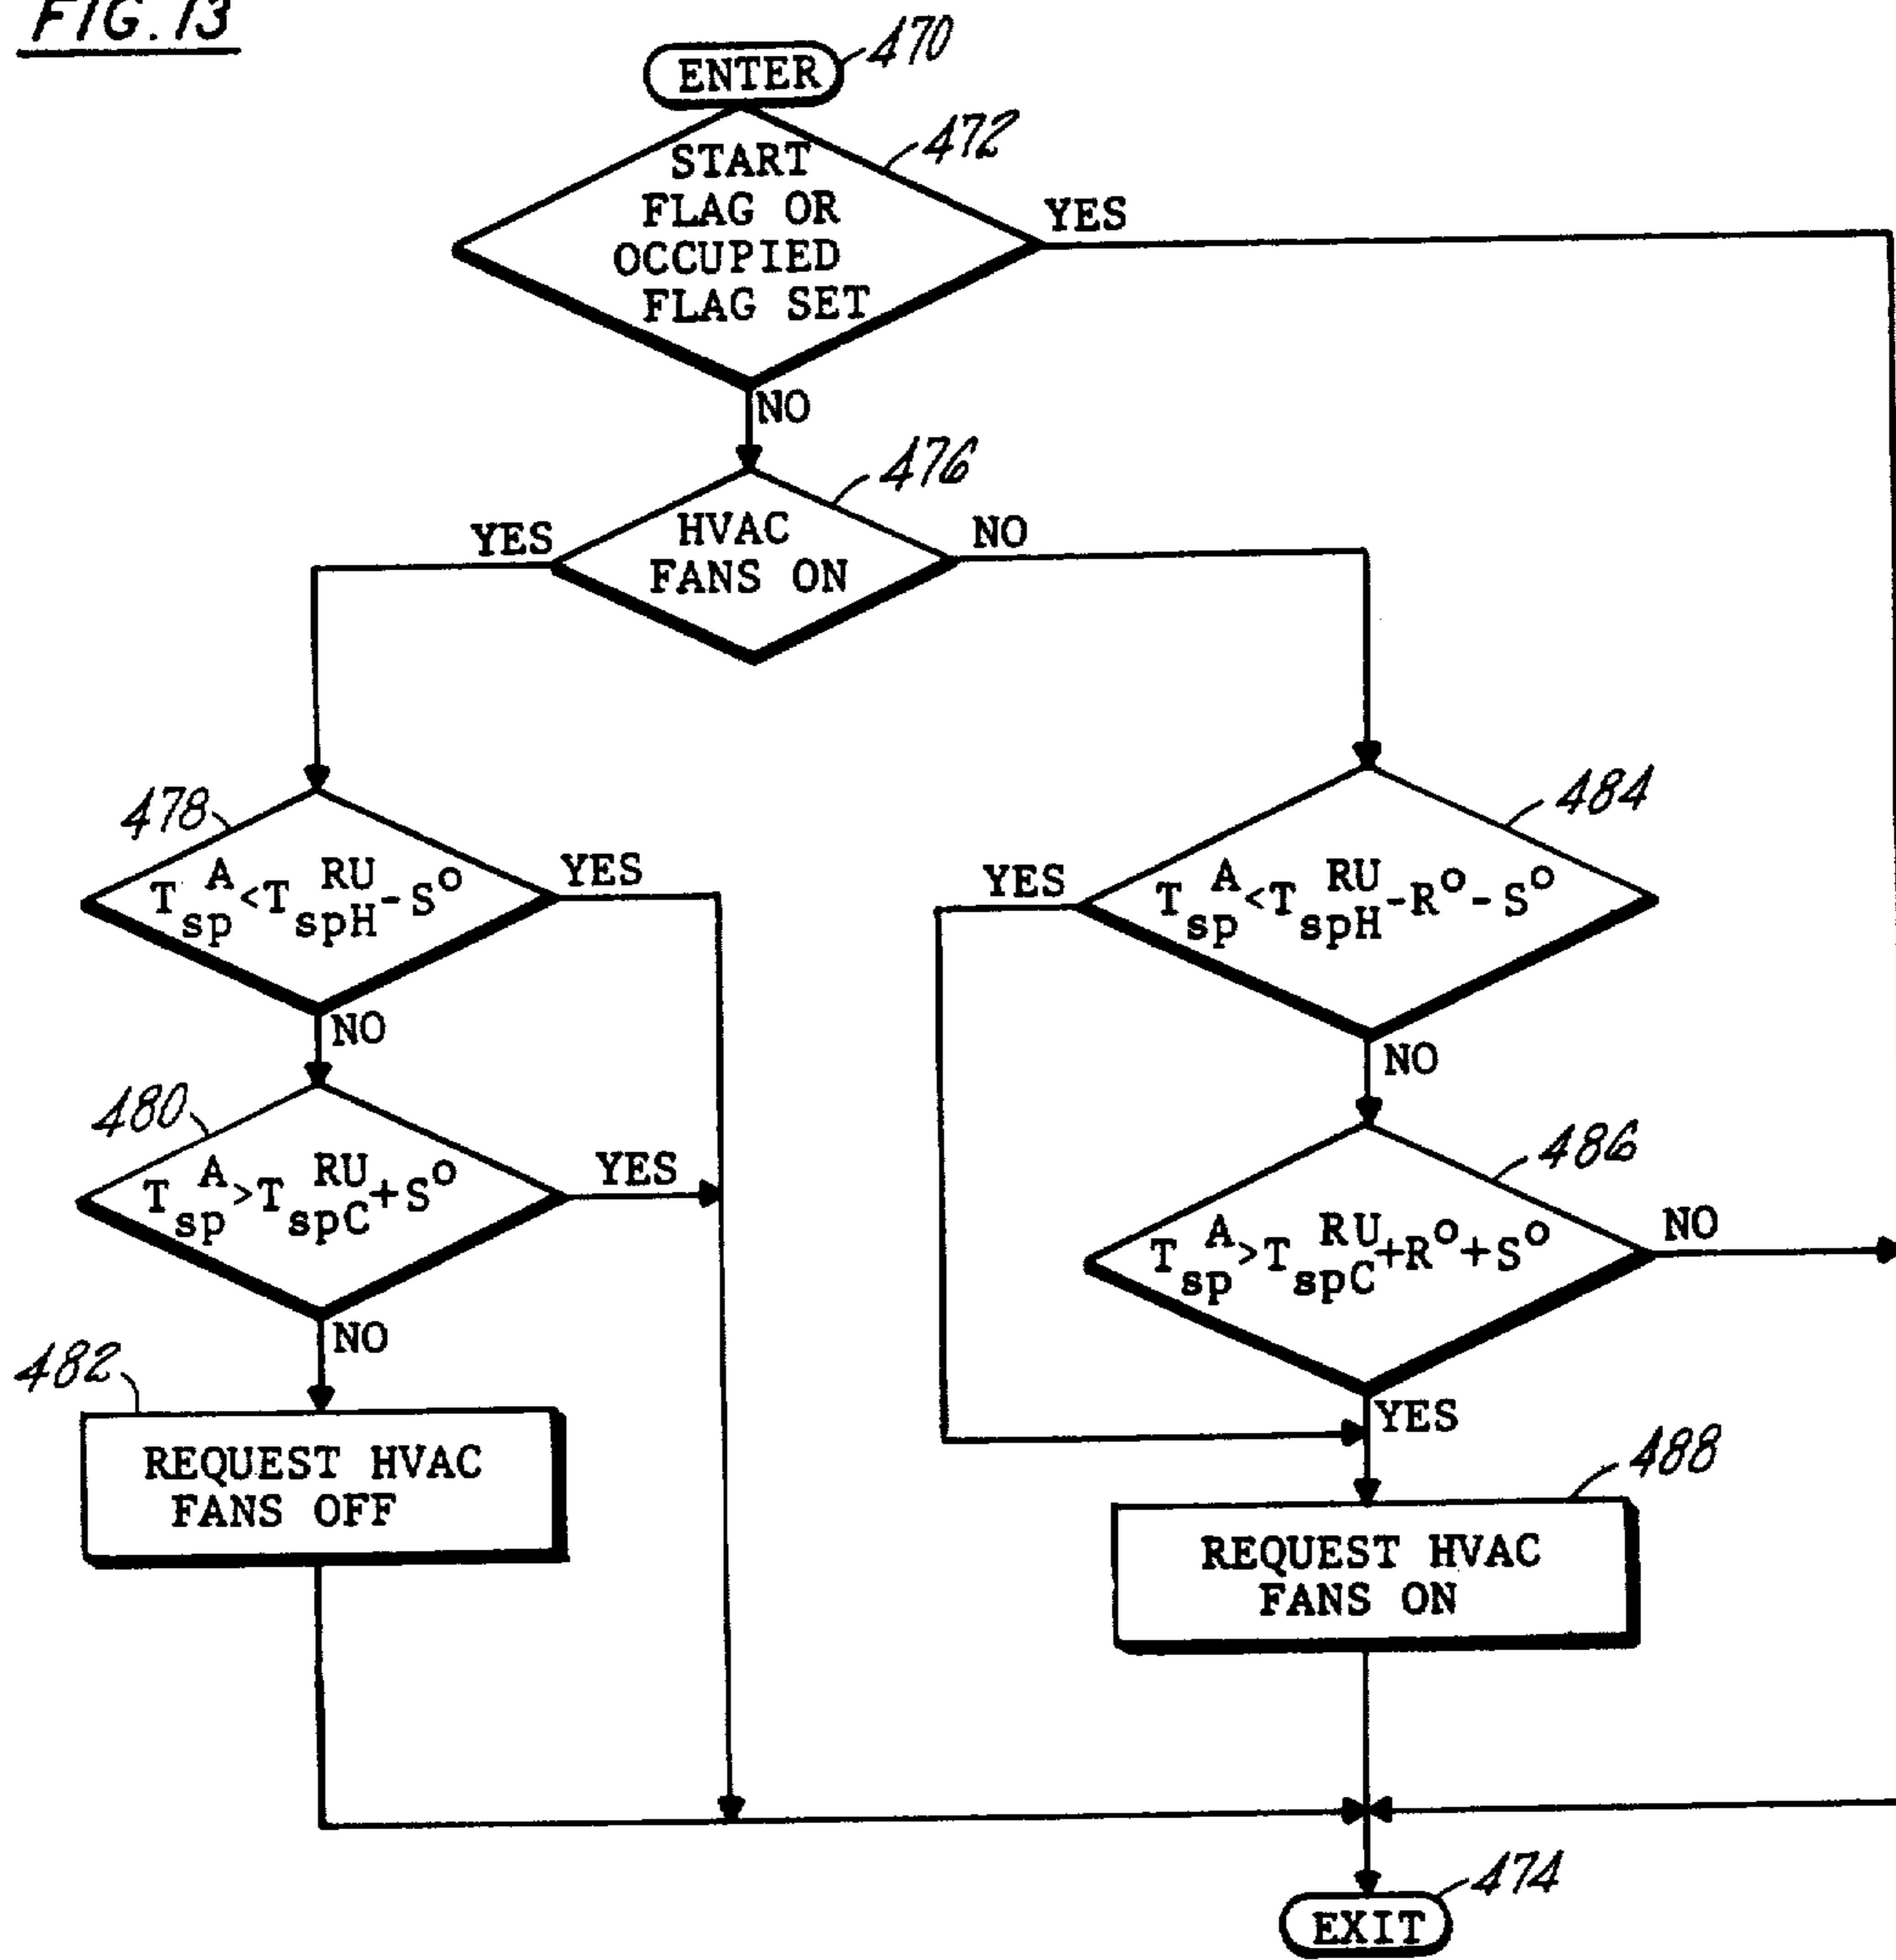 FIG. 13
ENTER
470
START
FLAG OR
OCCUPIED
FLAG SET
472
YES
NO
HVAC
FANS ON
476
YES
NO
478
T_sp^A<T_spH^RU-S°
YES
NO
484
T_sp^A<T_spH^RU-R°-S°
YES
NO
480
T_sp^A>T_spC^RU+S°
YES
NO
486
T_sp^A>T_spC^RU+R°+S°
NO
YES
482
REQUEST HVAC
FANS OFF
488
REQUEST HVAC
FANS ON
474
EXIT